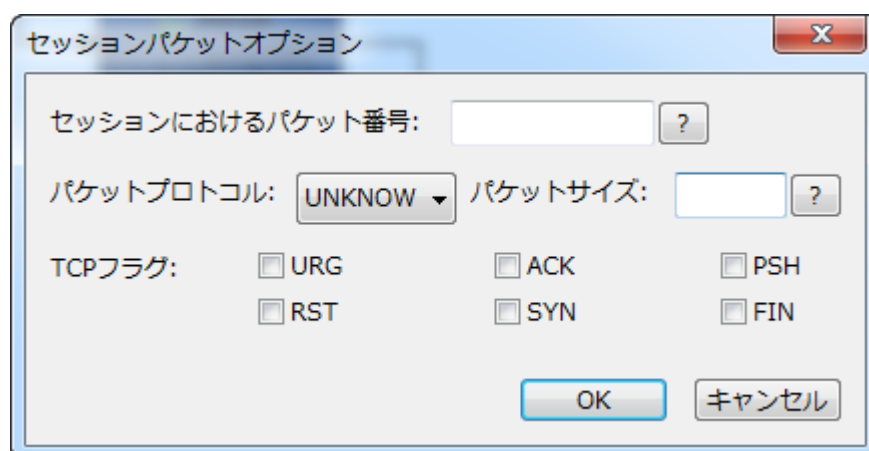 セッションパケットオプション
セッションにおけるパケット番号: ?
パケットプロトコル: UNKNOW パケットサイズ: ?
TCPフラグ: URG ACK PSH
RST SYN FIN
OK キャンセル